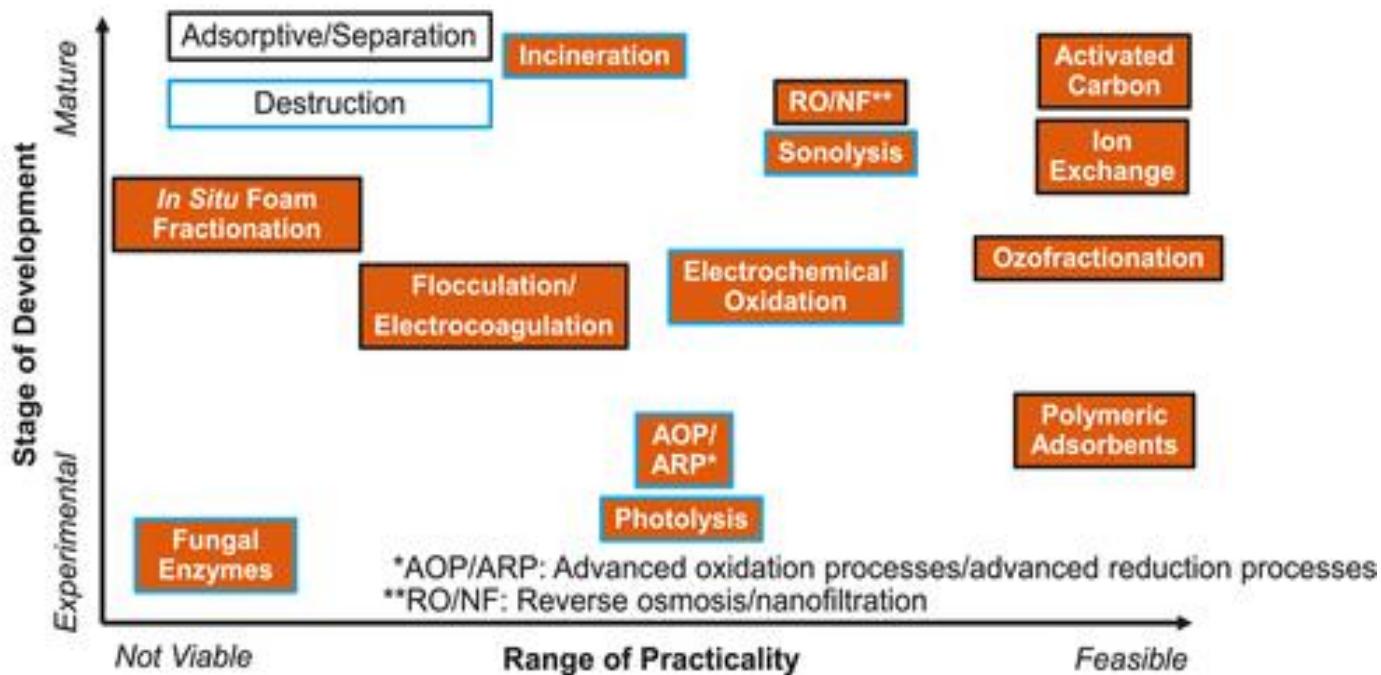 Adsorptive/Separation
Destruction
Incineration
RO/NF**
Sonolysis
Activated
Carbon
Ion
Exchange
In Situ Foam
Fractionation
Flocculation/
Electrocoagulation
Electrochemical
Oxidation
Ozofractionation
Polymeric
Adsorbents
AOP/
ARP*
Photolysis
Fungal
Enzymes
*AOP/ARP: Advanced oxidation processes/advanced reduction processes
**RO/NF: Reverse osmosis/nanofiltration
Stage of Development
Mature
Experimental
Not Viable
Range of Practicality
Feasible